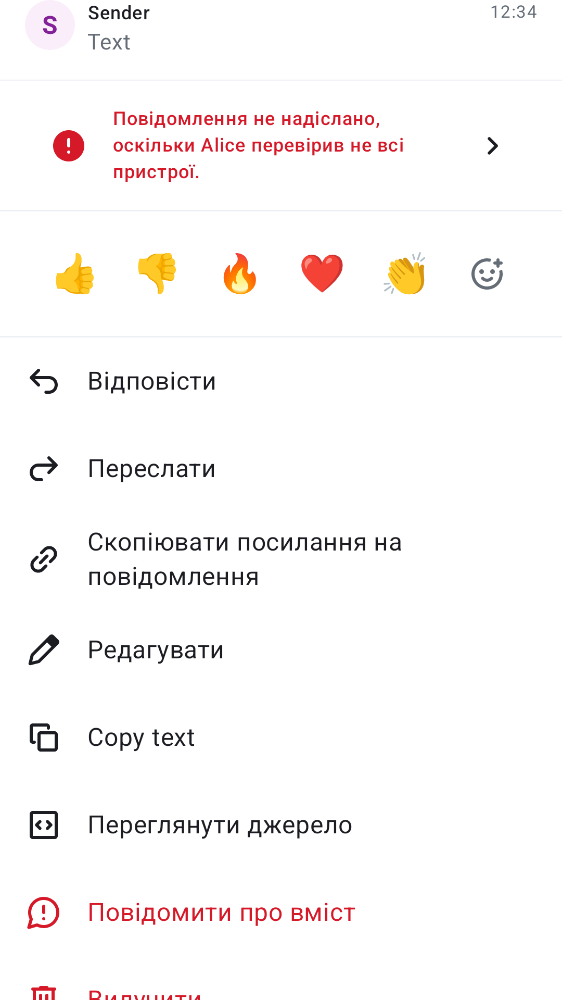 S
Sender
12:34
Text
Повідомлення не надіслано,
оскільки Alice перевірив не всі
пристрої.
Відповісти
Переслати
Скопіювати посилання на
повідомлення
Редагувати
Copy text
Переглянути джерело
Повідомити про вміст
Вилучити